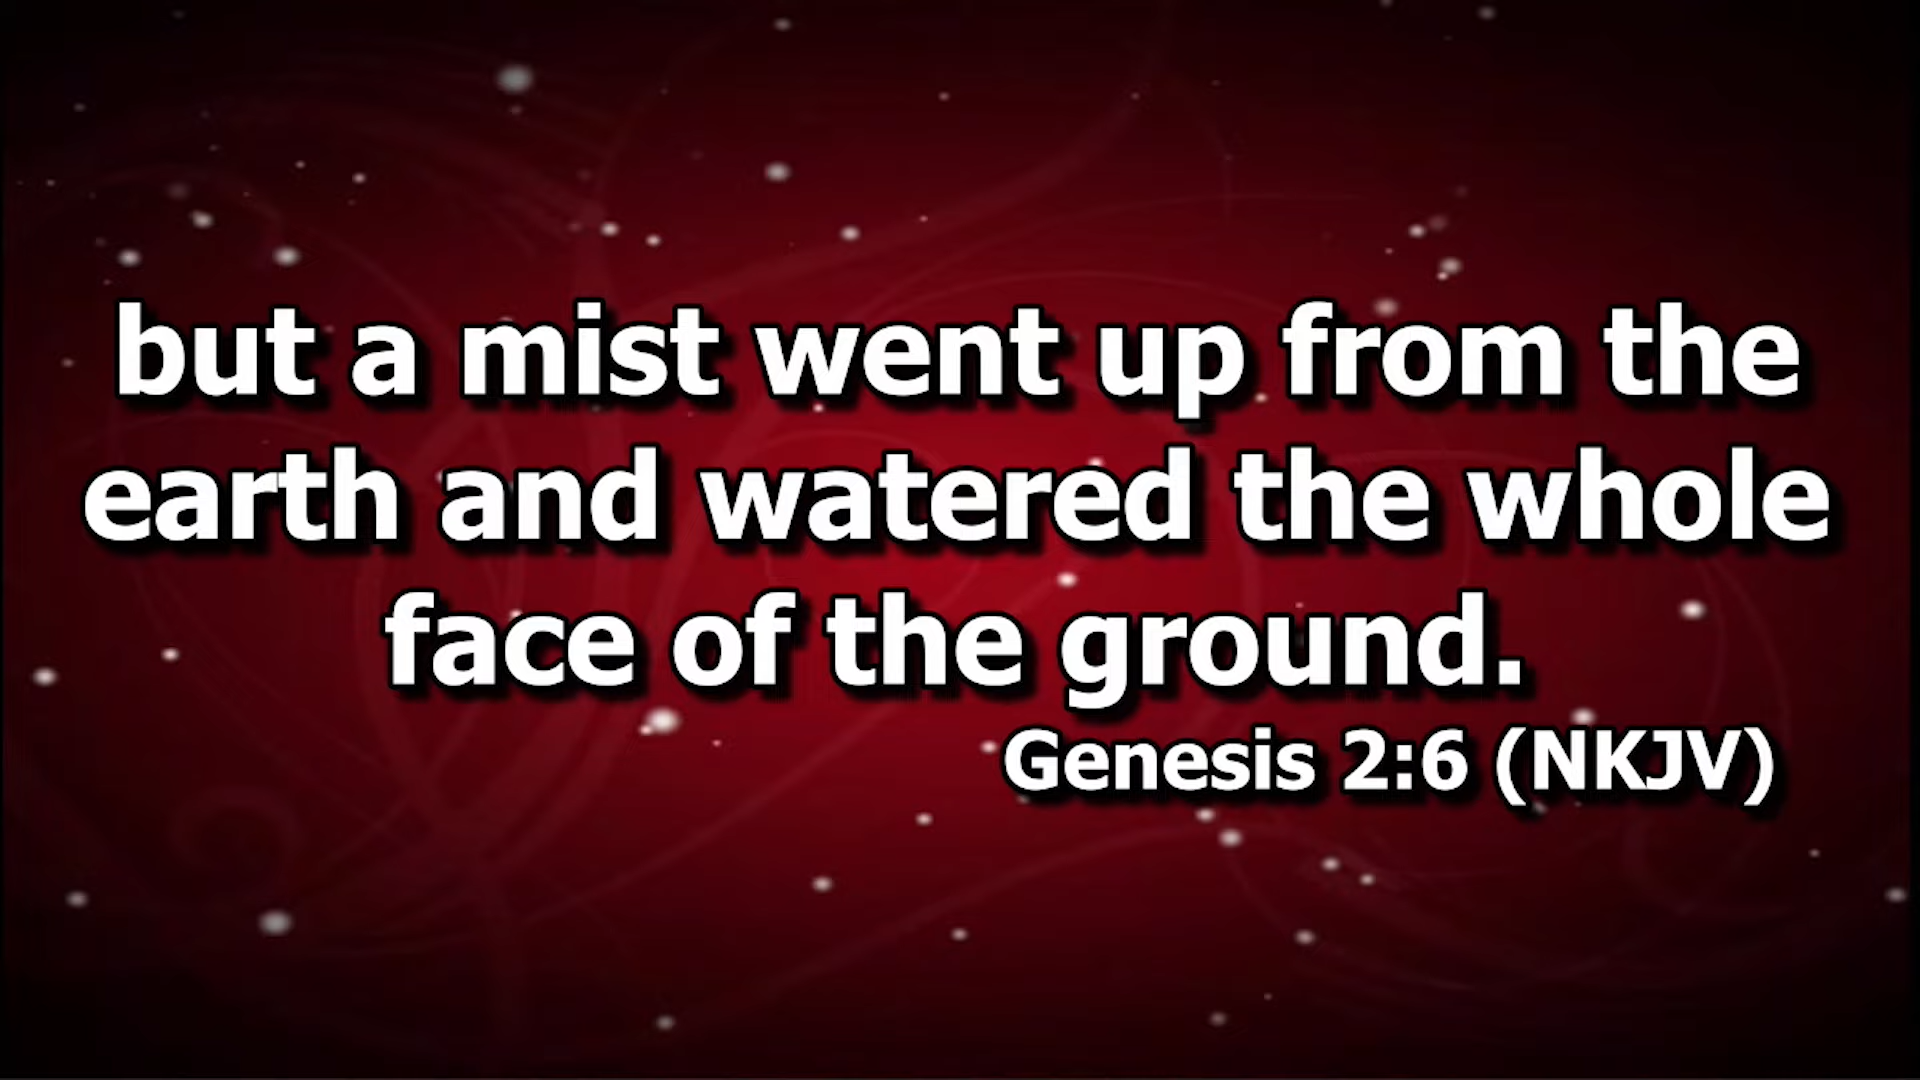 but a mist went up from the
earth and watered the whole
face of the ground.
Genesis 2:6 (NKJV)